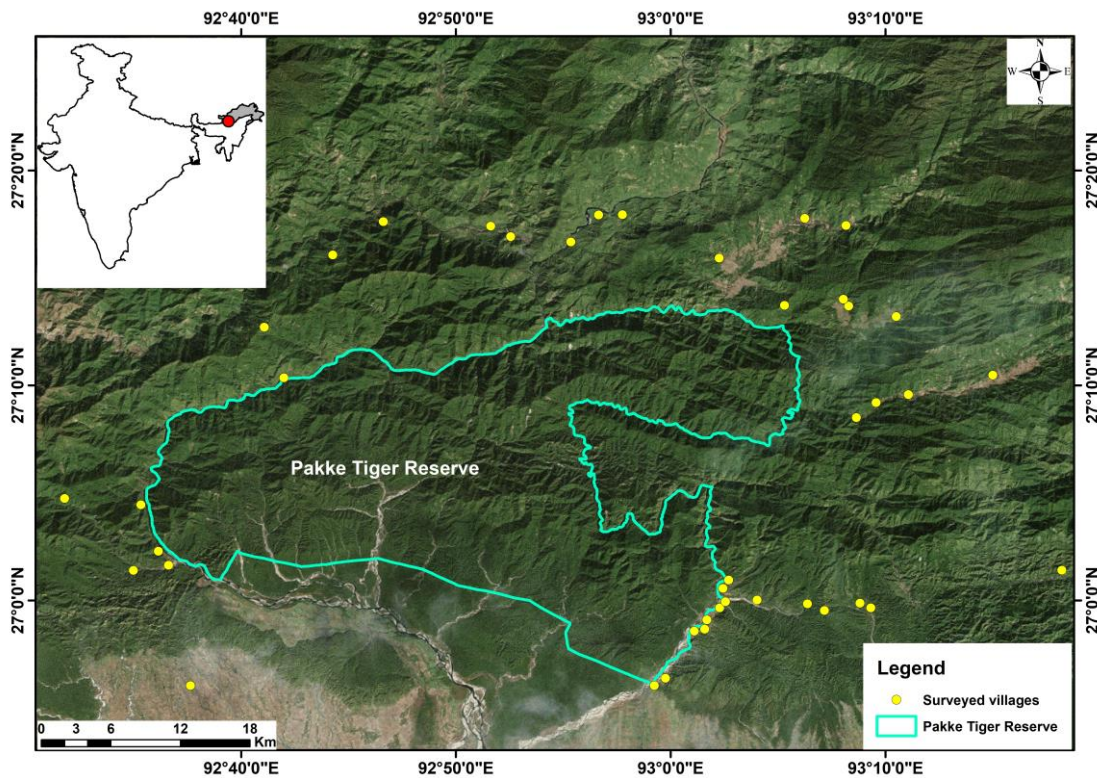 92°40'0"E 92°50'0"E 93°0'0"E 93°10'0"E
N
W E
S
27°20'0"N 27°20'0"N
27°10'0"N 27°10'0"N
Pakke Tiger Reserve
27°0'0"N 27°0'0"N
Legend
Surveyed villages
Pakke Tiger Reserve
0 3 6 12 18
Km
92°40'0"E 92°50'0"E 93°0'0"E 93°10'0"E